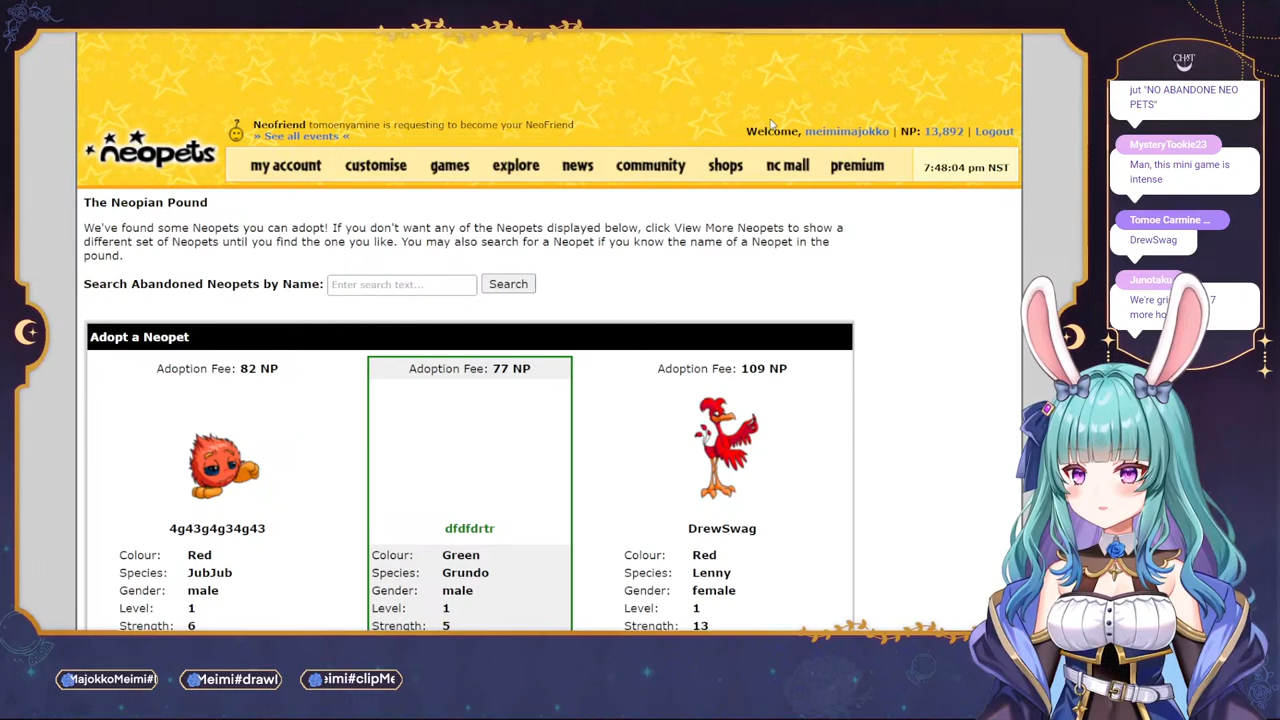 Neofriend tomoenyamine is requesting to become your NeoFriend
» See all events «
Welcome, meimimajokko | NP: 13,892 | Logout
neopets
my account customise games explore news community shops nc mall premium 7:48:04 pm NST
The Neopian Pound
We've found some Neopets you can adopt! If you don't want any of the Neopets displayed below, click View More Neopets to show a
different set of Neopets until you find the one you like. You may also search for a Neopet if you know the name of a Neopet in the
pound.
Search Abandoned Neopets by Name: Enter search text... Search
Adopt a Neopet
Adoption Fee: 82 NP
4g43g4g34g43
Colour: Red
Species: JubJub
Gender: male
Level: 1
Strength: 6
Adoption Fee: 77 NP
dfdfdrtr
Colour: Green
Species: Grundo
Gender: male
Level: 1
Strength: 5
Adoption Fee: 109 NP
DrewSwag
Colour: Red
Species: Lenny
Gender: female
Level: 1
Strength: 13
CHAT
jut "NO ABANDONE NEO
PETS"
MysteryTookie23
Man, this mini game is
intense
Tomoe Carmine ...
DrewSwag
Junotaku
We're gri 7
more ho
MajokkoMeimi#
Meimi#drawl
eimi#clipMe